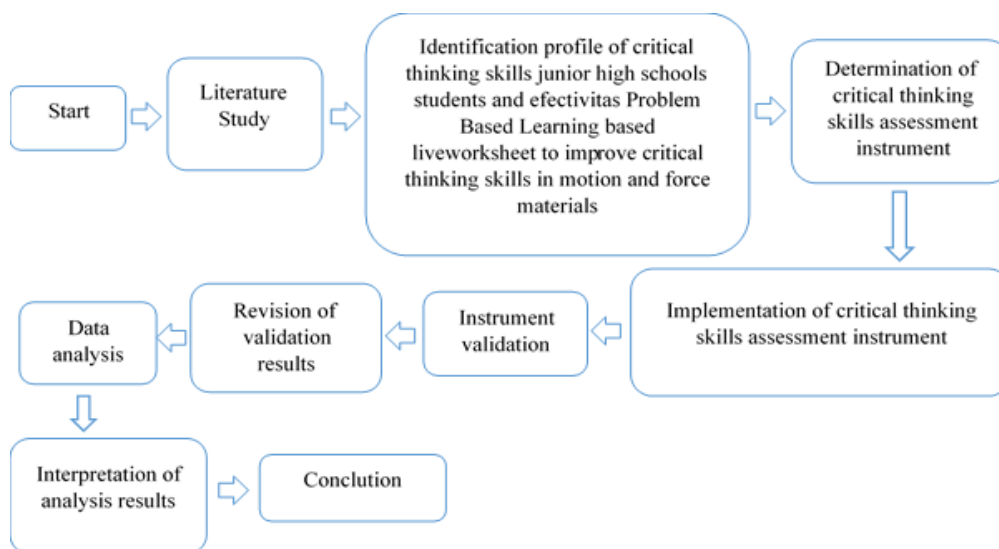 Start
Literature
Study
Identification profile of critical
thinking skills junior high schools
students and efectivitas Problem
Based Learning based
liveworksheet to improve critical
thinking skills in motion and force
materials
Determination of
critical thinking
skills assessment
instrument
Implementation of critical thinking
skills assessment instrument
Instrument
validation
Revision of
validation
results
Data
analysis
Interpretation of
analysis results
Conclution